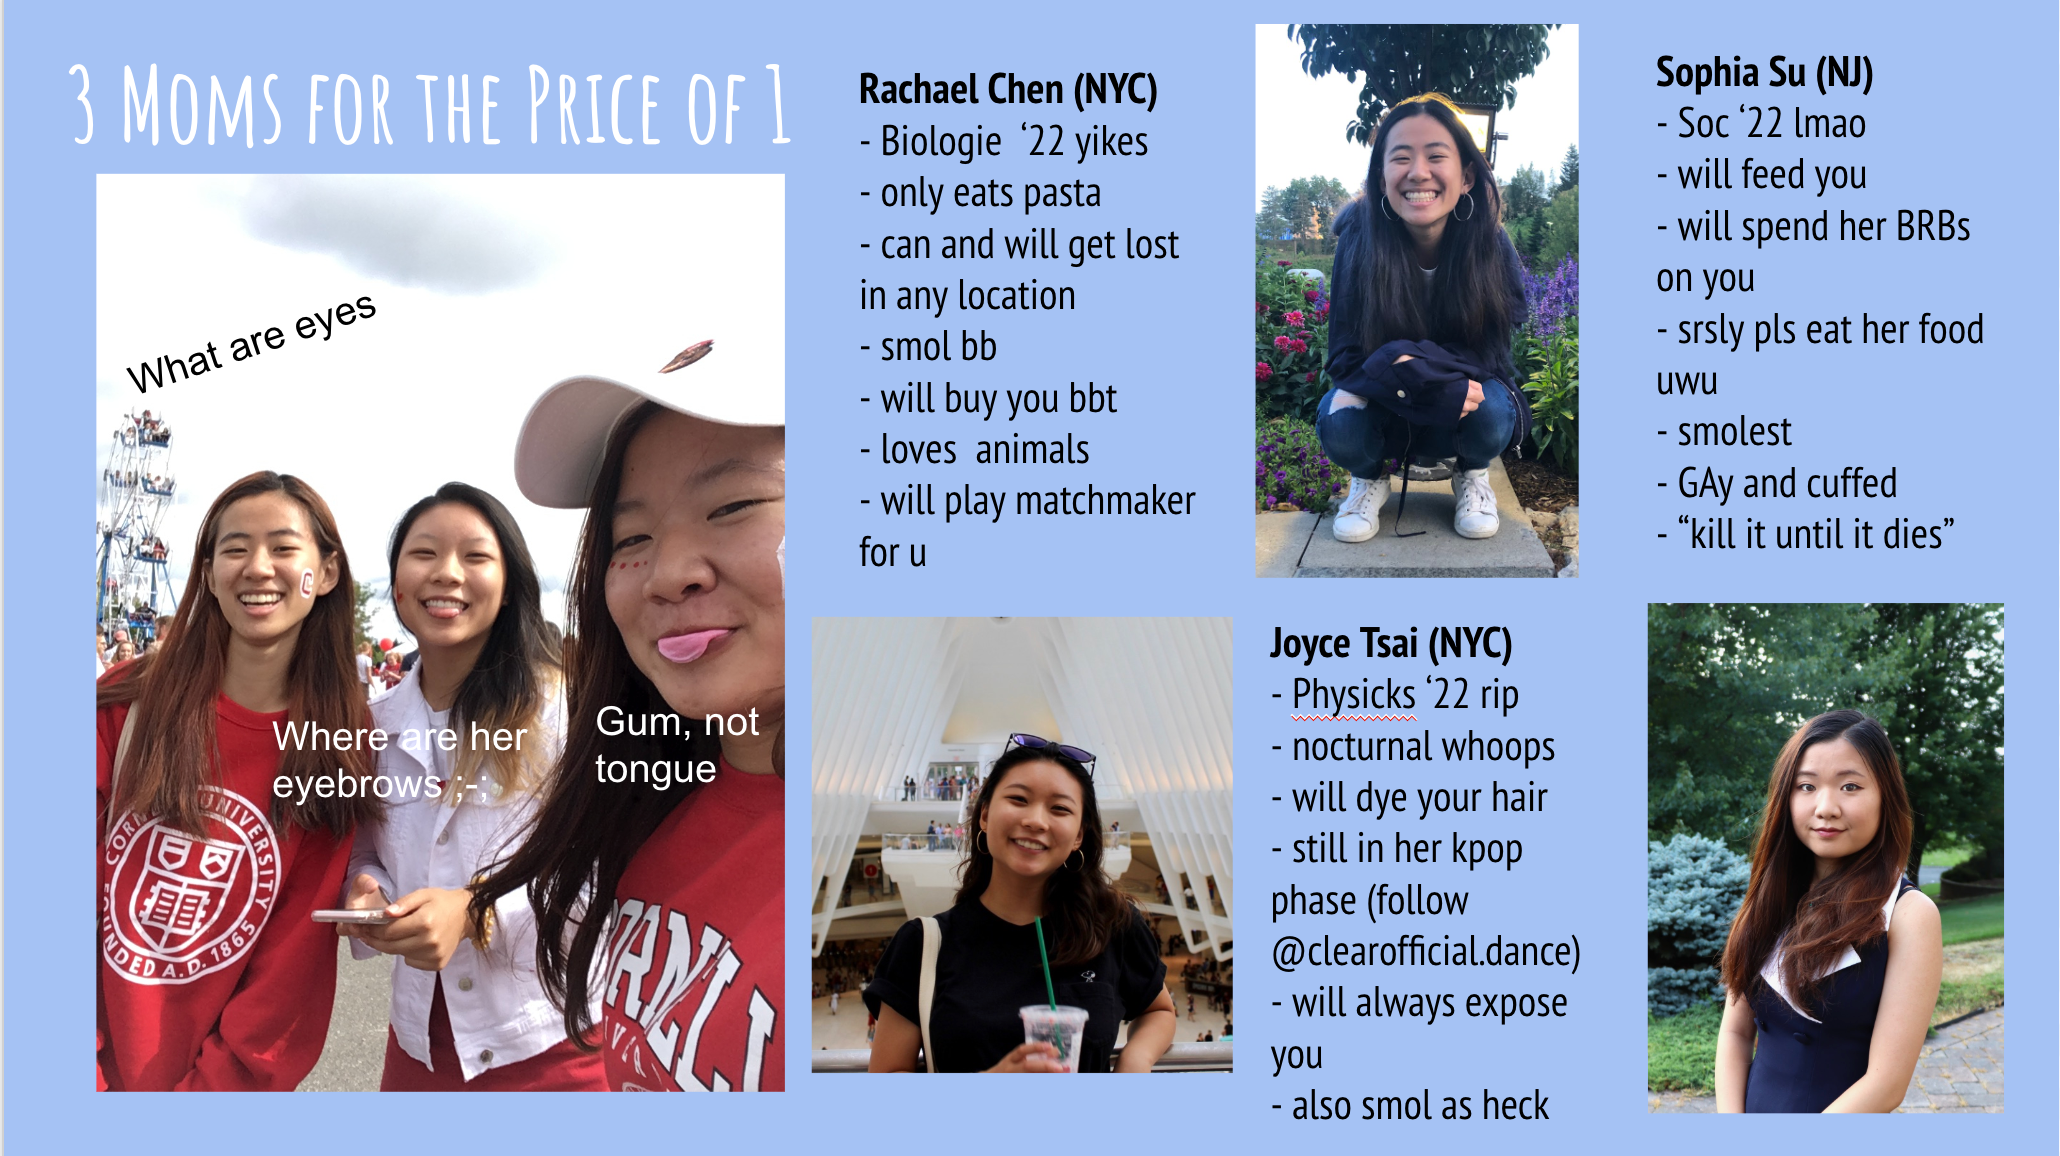 3 Moms for the Price of 1
What are eyes
Where are her
eyebrows ;-;
Gum, not
tongue
CORNELL UNIVERSITY
FOUNDED A.D. 1865
Rachael Chen (NYC)
- Biologie ‘22 yikes
- only eats pasta
- can and will get lost
in any location
- smol bb
- will buy you bbt
- loves animals
- will play matchmaker
for u
Sophia Su (NJ)
- Soc ‘22 lmao
- will feed you
- will spend her BRBs
on you
- srsly pls eat her food
uwu
- smolest
- GAy and cuffed
- “kill it until it dies”
Joyce Tsai (NYC)
- Physicks ‘22 rip
- nocturnal whoops
- will dye your hair
- still in her kpop
phase (follow
@clearofficial.dance)
- will always expose
you
- also smol as heck